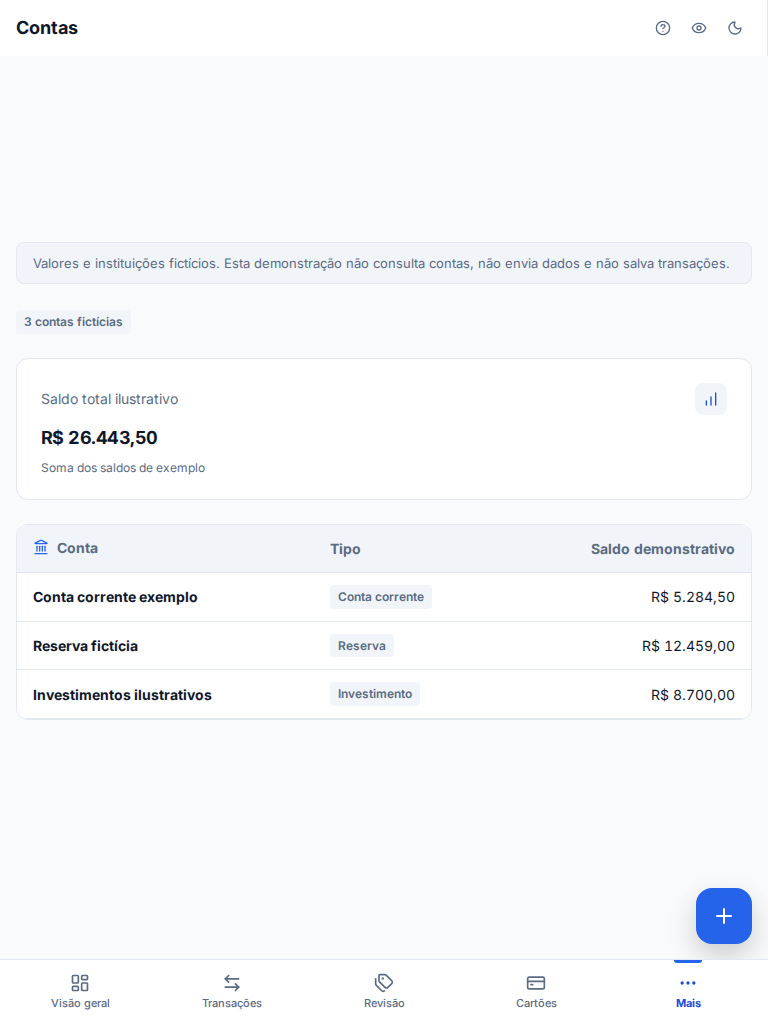 Contas
Valores e instituições fictícios. Esta demonstração não consulta contas, não envia dados e não salva transações.
3 contas fictícias
Saldo total ilustrativo
R$ 26.443,50
Soma dos saldos de exemplo
Conta Tipo Saldo demonstrativo
Conta corrente exemplo Conta corrente R$ 5.284,50
Reserva fictícia Reserva R$ 12.459,00
Investimentos ilustrativos Investimento R$ 8.700,00
Visão geral Transações Revisão Cartões Mais